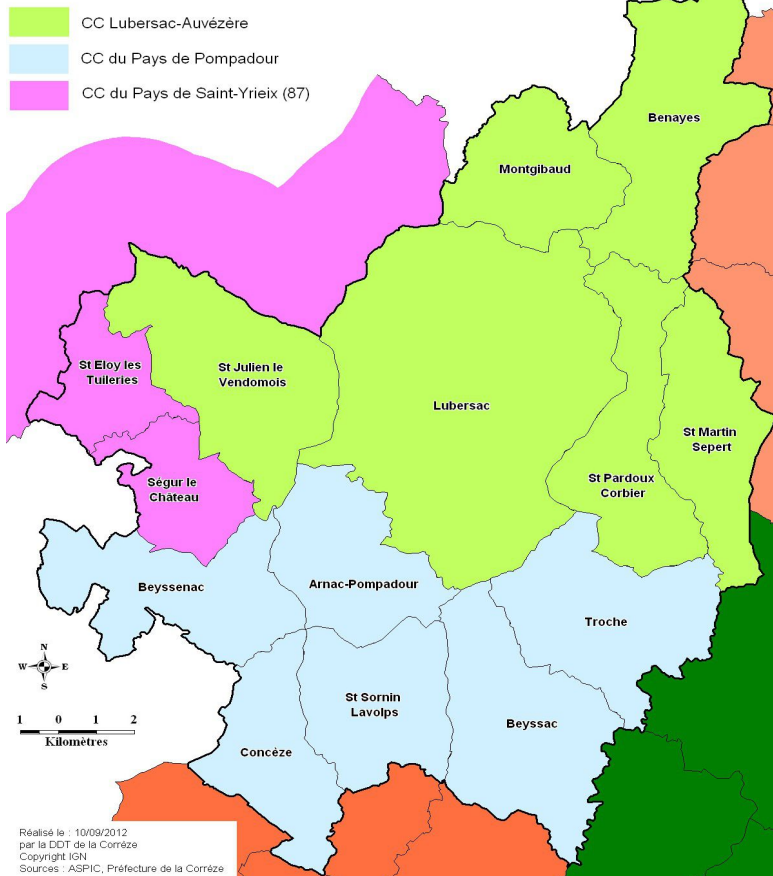 CC Lubersac-Auvézère
CC du Pays de Pompadour
CC du Pays de Saint-Yrieix (87)
Benayes
Montgibaud
St Eloy les
Tuileries
St Julien le
Vendomois
Lubersac
St Martin
Sepert
St Pardoux
Corbier
Ségur le
Château
Beyssenac
Arnac-Pompadour
Troche
St Sornin
Lavolps
Beyssac
Concéze
N
W E
S
1 0 1 2
Kilomètres
Réalisé le : 10/09/2012
par la DDT de la Corréze
Copyright IGN
Sources : ASPIC, Préfecture de la Corréze